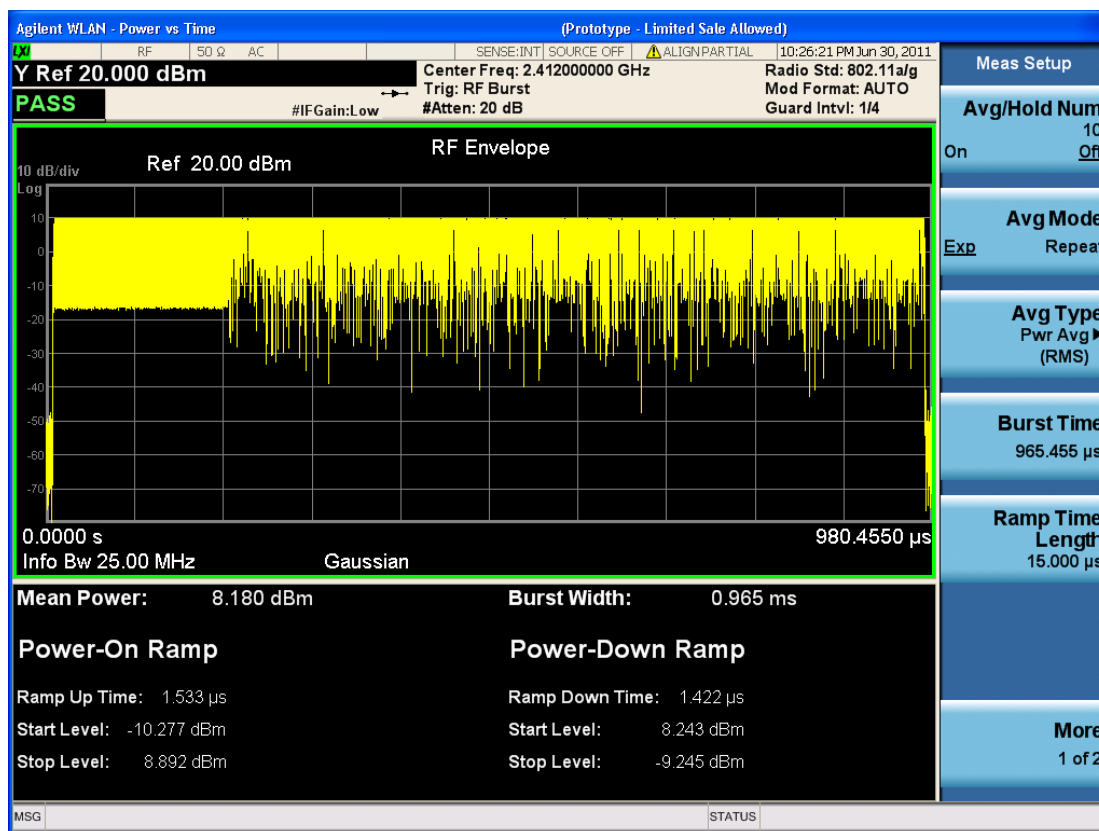 Agilent WLAN - Power vs Time (Prototype - Limited Sale Allowed)
LXI RF 50 Ω AC SENSE:INT SOURCE OFF ALIGN PARTIAL 10:26:21 PM Jun 30, 2011
Y Ref 20.000 dBm Center Freq: 2.412000000 GHz Radio Std: 802.11a/g
Trig: RF Burst Mod Format: AUTO
PASS #IFGain:Low #Atten: 20 dB Guard Intvl: 1/4
RF Envelope
10 dB/div Ref 20.00 dBm
Log
10
0
-10
-20
-30
-40
-50
-60
-70
0.0000 s 980.4550 µs
Info Bw 25.00 MHz Gaussian
Mean Power: 8.180 dBm Burst Width: 0.965 ms
Power-On Ramp Power-Down Ramp
Ramp Up Time: 1.533 µs Ramp Down Time: 1.422 µs
Start Level: -10.277 dBm Start Level: 8.243 dBm
Stop Level: 8.892 dBm Stop Level: -9.245 dBm
MSG STATUS
Meas Setup
Avg/Hold Num
10
On Off
Avg Mode
Exp Repeat
Avg Type
Pwr Avg
(RMS)
Burst Time
965.455 µs
Ramp Time
Length
15.000 µs
More
1 of 2